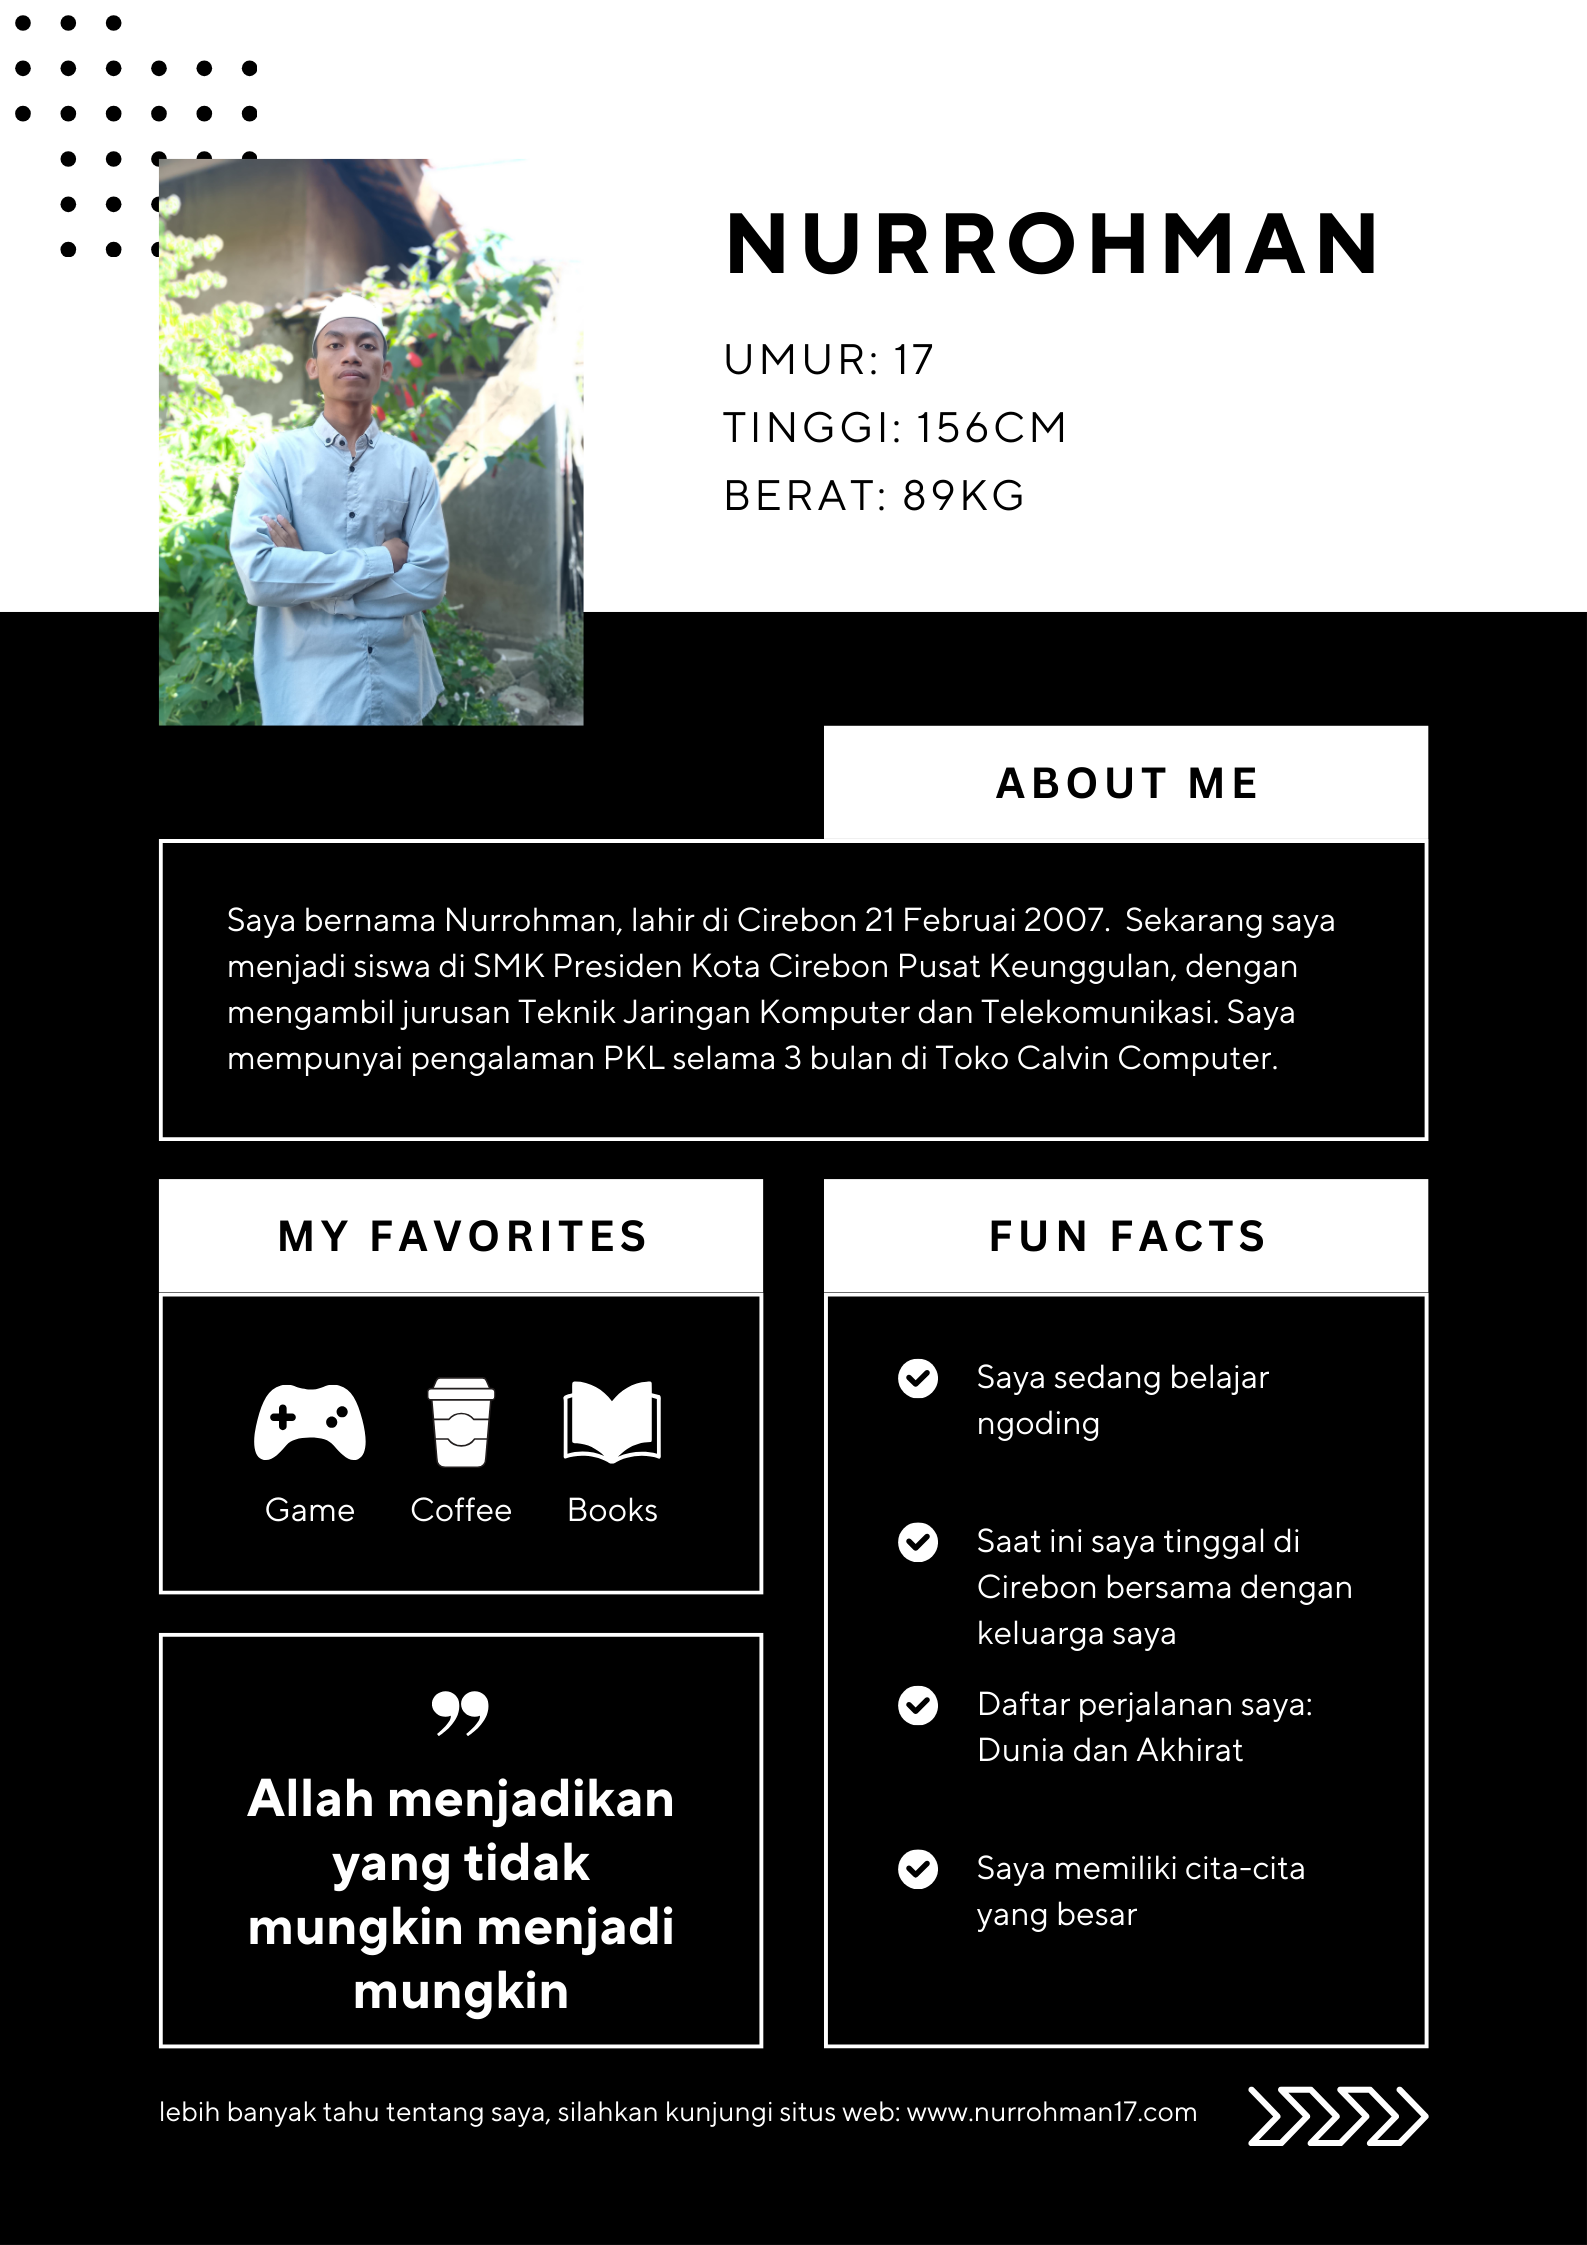 NURROHMAN
UMUR: 17
TINGGI: 156CM
BERAT: 89KG
ABOUT ME
Saya bernama Nurrohman, lahir di Cirebon 21 Februai 2007.  Sekarang saya
menjadi siswa di SMK Presiden Kota Cirebon Pusat Keunggulan, dengan
mengambil jurusan Teknik Jaringan Komputer dan Telekomunikasi. Saya
mempunyai pengalaman PKL selama 3 bulan di Toko Calvin Computer.
MY FAVORITES
Game
Coffee
Books
”
Allah menjadikan
yang tidak
mungkin menjadi
mungkin
FUN FACTS
Saya sedang belajar
ngoding
Saat ini saya tinggal di
Cirebon bersama dengan
keluarga saya
Daftar perjalanan saya:
Dunia dan Akhirat
Saya memiliki cita-cita
yang besar
lebih banyak tahu tentang saya, silahkan kunjungi situs web: www.nurrohman17.com